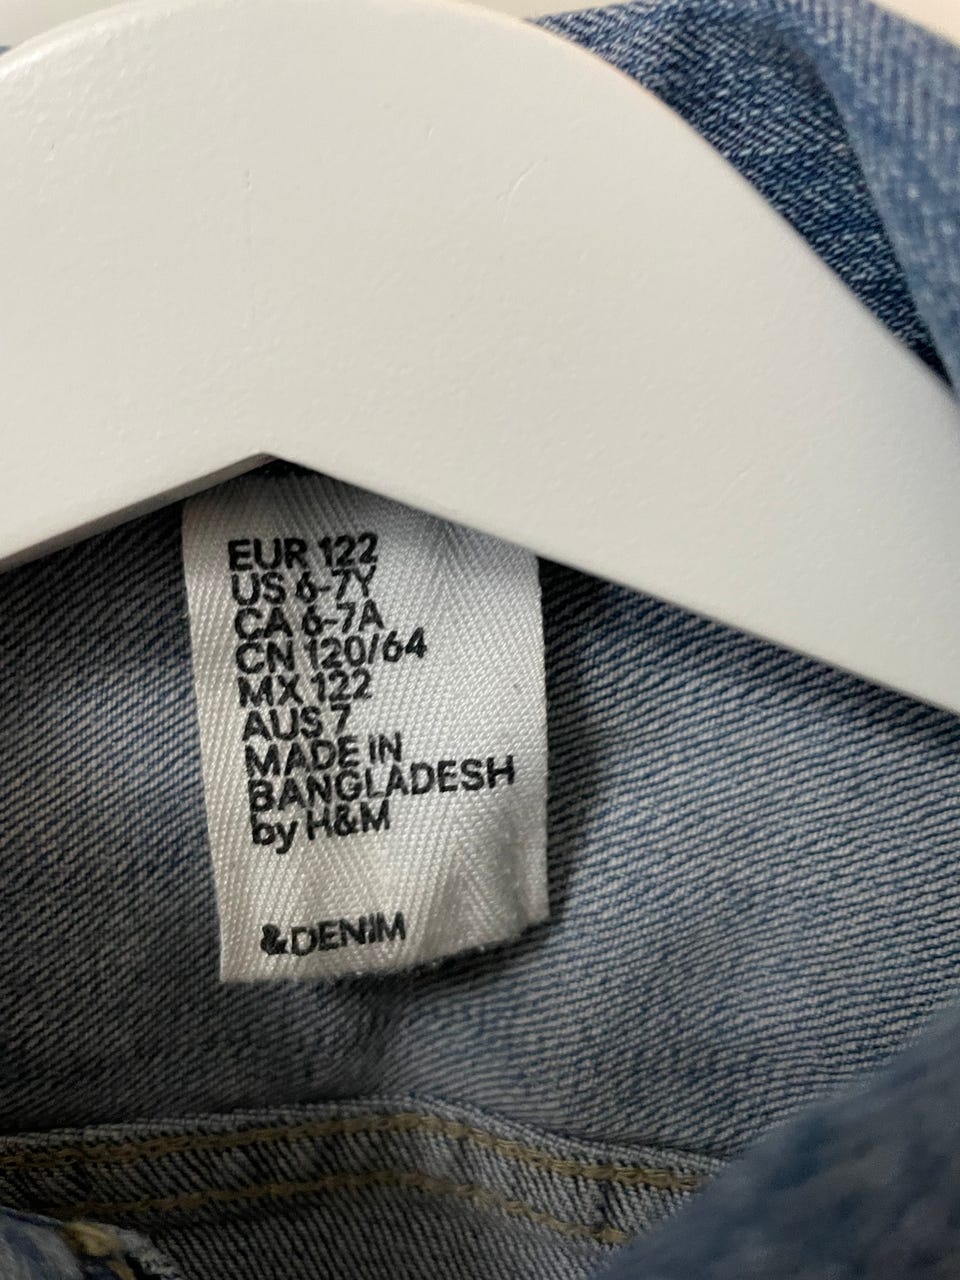 EUR 122
US 6-7Y
CA 6-7A
CN 120/64
MX 122
AUS 7
MADE IN
BANGLADESH
by H&M
&DENIM